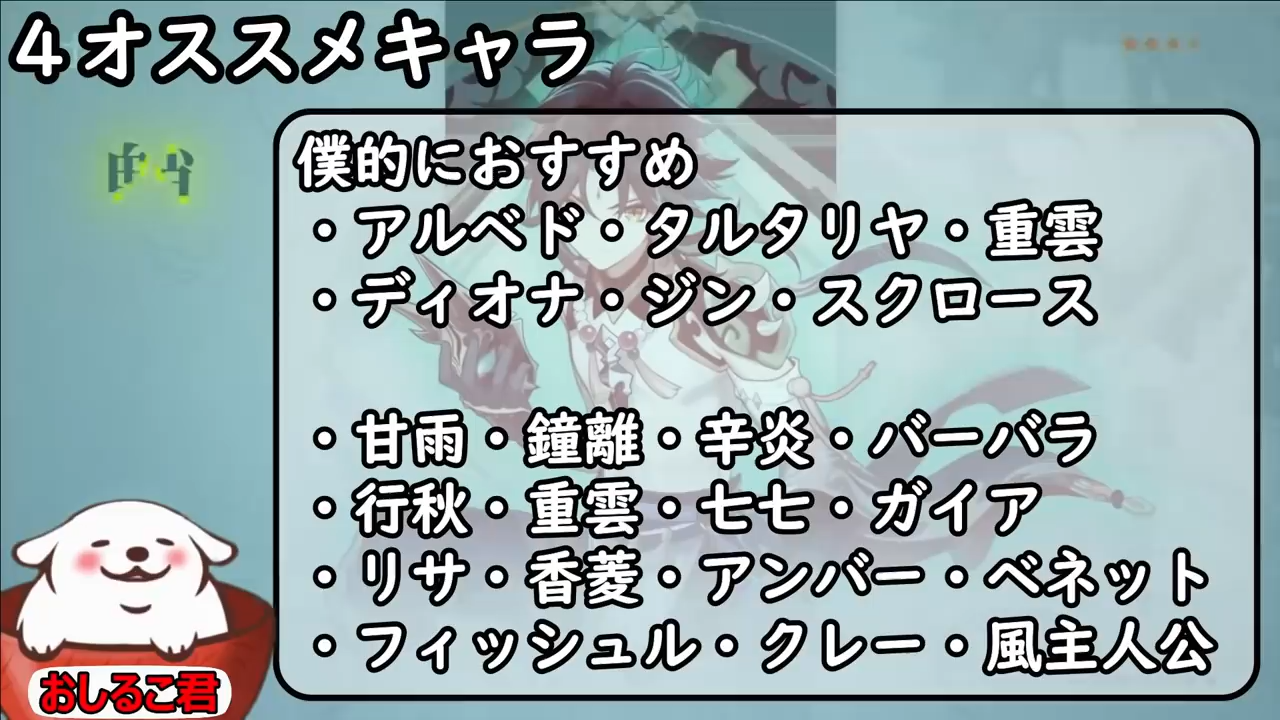 ４オススメキャラ
僕的におすすめ
・アルベド・タルタリヤ・重雲
・ディオナ・ジン・スクロース
・甘雨・鐘離・辛炎・バーバラ
・行秋・重雲・七七・ガイア
・リサ・香菱・アンバー・ベネット
・フィッシュル・クレー・風主人公
おしるこ君